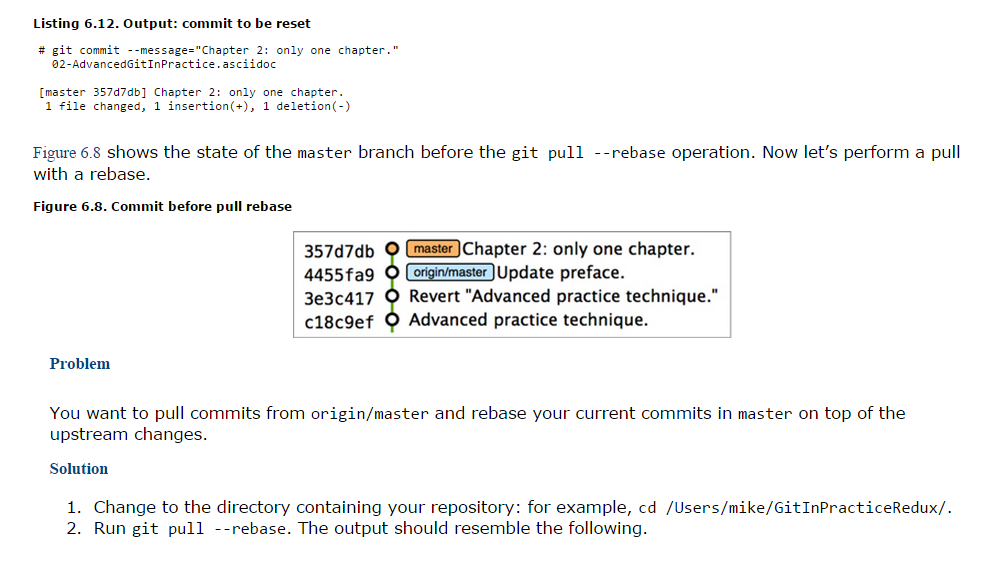 Listing 6.12. Output: commit to be reset
# git commit --message="Chapter 2: only one chapter."
02-AdvancedGitInPractice.asciidoc
[master 357d7db] Chapter 2: only one chapter.
1 file changed, 1 insertion(+), 1 deletion(-)
Figure 6.8 shows the state of the master branch before the git pull --rebase operation. Now let’s perform a pull
with a rebase.
Figure 6.8. Commit before pull rebase
357d7db master Chapter 2: only one chapter.
4455fa9 origin/master Update preface.
3e3c417 Revert "Advanced practice technique."
c18c9ef Advanced practice technique.
Problem
You want to pull commits from origin/master and rebase your current commits in master on top of the
upstream changes.
Solution
1. Change to the directory containing your repository: for example, cd /Users/mike/GitInPracticeRedux/.
2. Run git pull --rebase. The output should resemble the following.